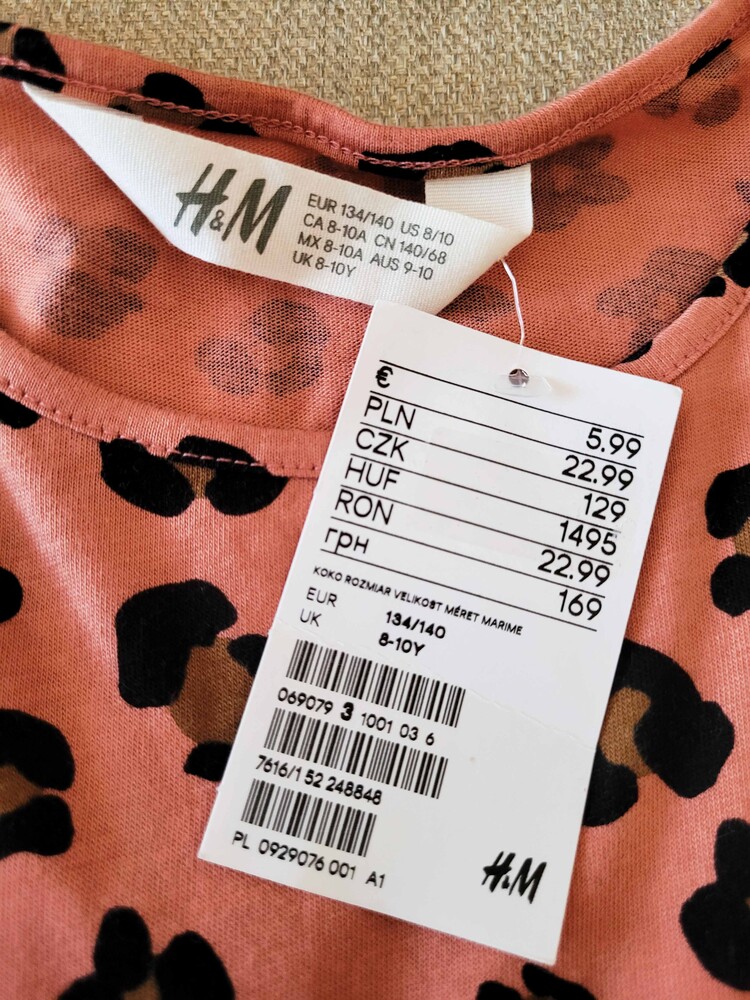 H&M
EUR 134/140 US 8/10
CA 8-10A CN 140/68
MX 8-10A AUS 9-10
UK 8-10Y
€ 5.99
PLN 22.99
CZK 129
HUF 1495
RON 22.99
грн 169
KOKO ROZMIAR VELIKOST MÉRET MARIME
EUR 134/140
UK 8-10Y
069079 3 1001 03 6
7616/1 52 248848
PL 0929076 001 A1
H&M